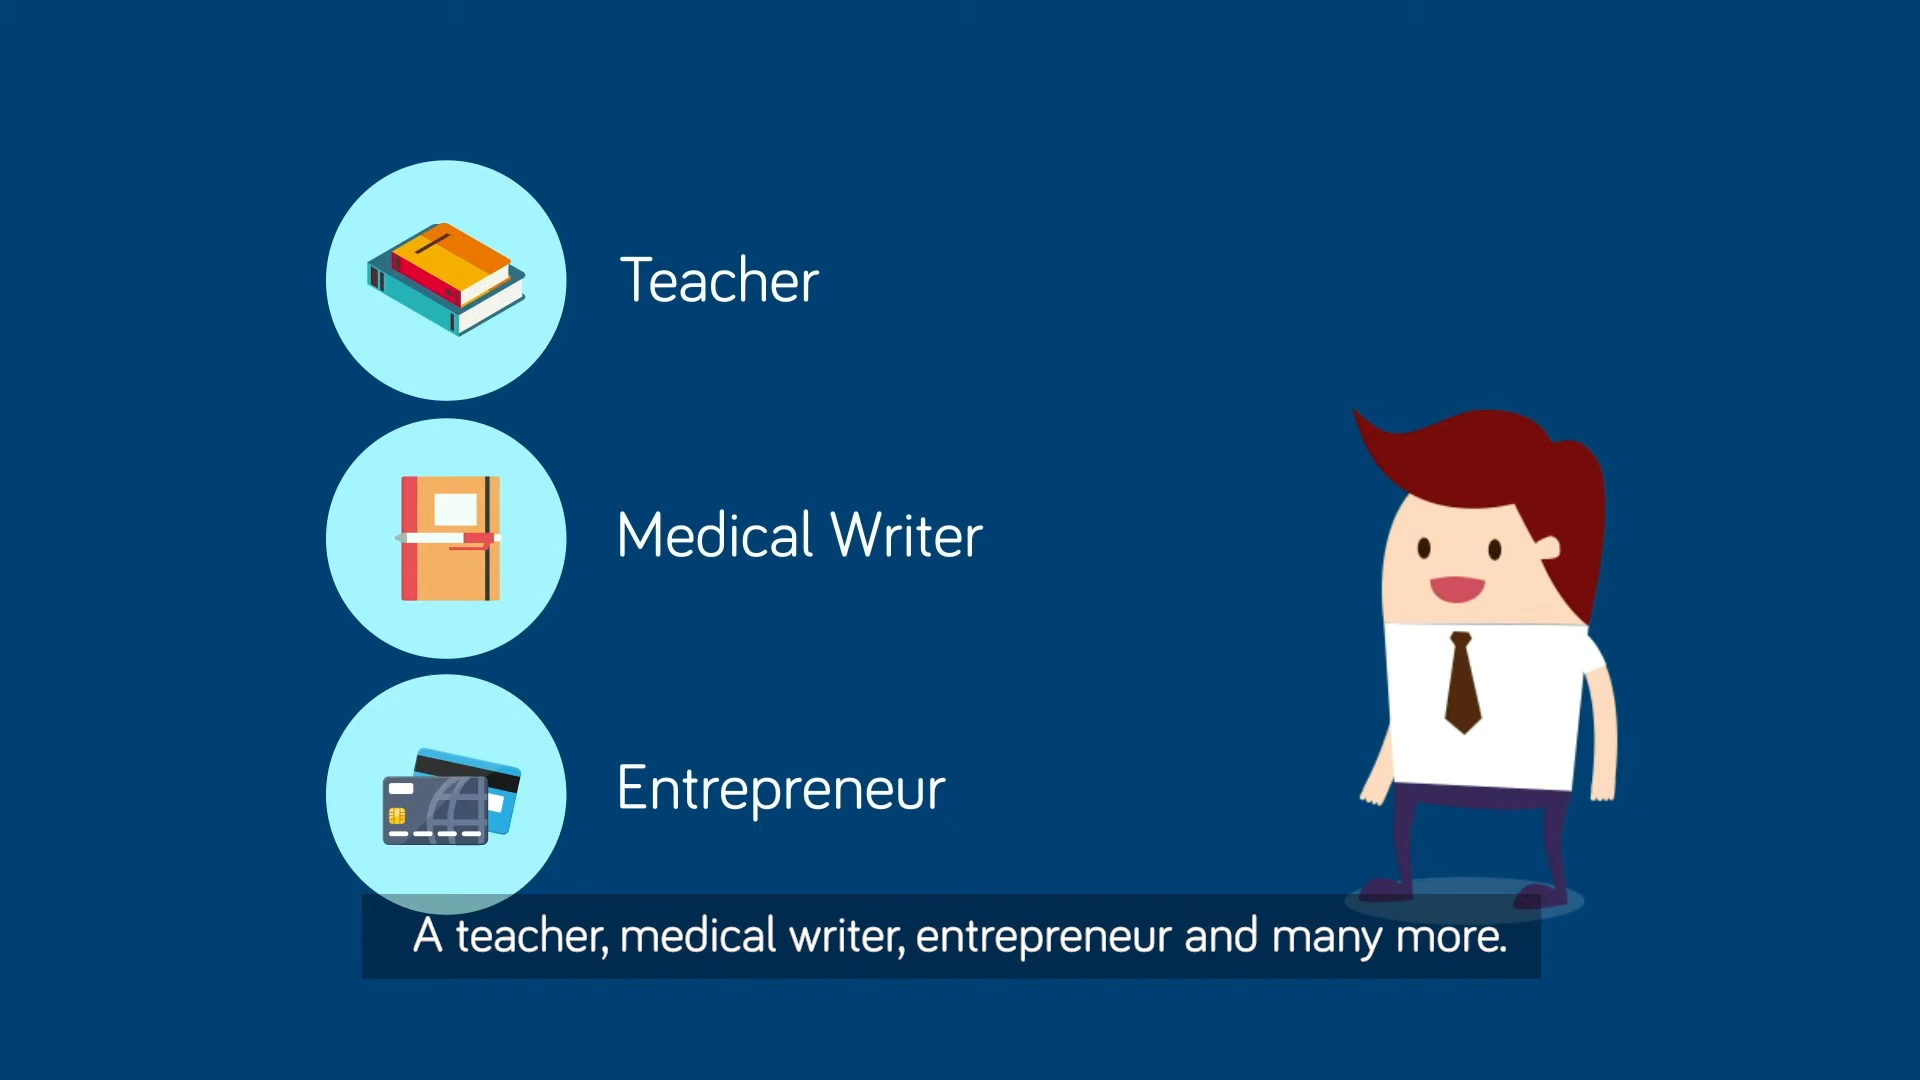 Teacher
Medical Writer
Entrepreneur
A teacher, medical writer, entrepreneur and many more.